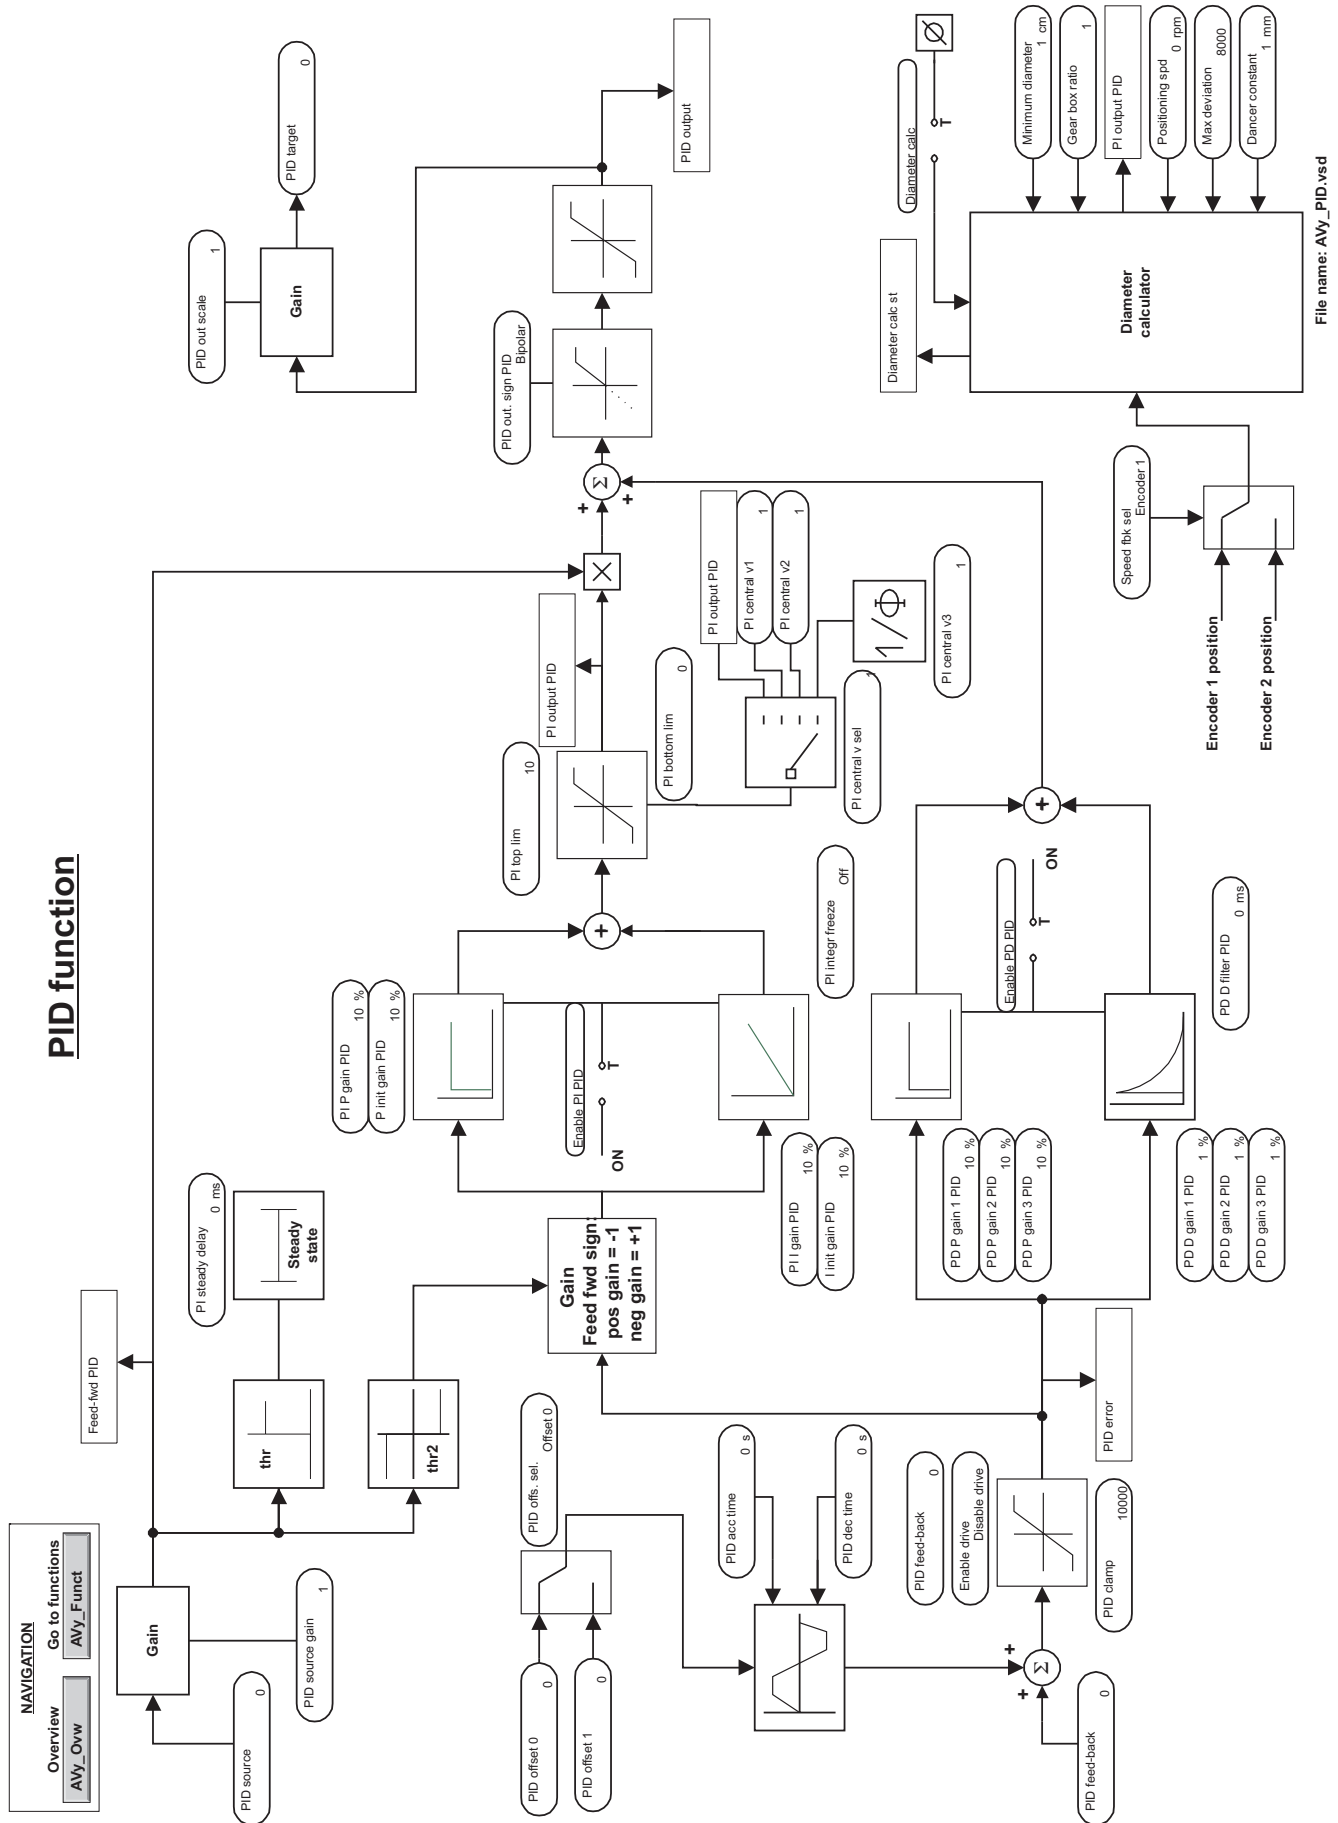 PID function
NAVIGATION
Overview
Go to functions
AVy_Ovw
AVy_Funct
Feed-fwd PID
Gain
PID source
0
PID source gain
1
thr
PI steady delay
0 ms
Steady
state
thr2
Gain
Feed fwd sign:
pos gain = -1
neg gain = +1
PI P gain PID
10 %
P init gain PID
10 %
Enable PI PID
ON
T
PI I gain PID
10 %
I init gain PID
10 %
PI integr freeze
Off
+
PI top lim
10
PI bottom lim
0
PI output PID
PI output PID
PI central v1
1
PI central v2
1
1/Φ
PI central v3
1
PI central v sel
1
+
+
Σ
PID out. sign PID
Bipolar
PID out scale
1
Gain
PID target
0
PID output
PID offs. sel.
Offset 0
PID offset 0
0
PID offset 1
0
PID acc time
0 s
PID dec time
0 s
+
+
Σ
PID feed-back
0
PID feed-back
0
Enable drive
Disable drive
PID clamp
10000
PID error
PD P gain 1 PID
10 %
PD P gain 2 PID
10 %
PD P gain 3 PID
10 %
PD D gain 1 PID
1 %
PD D gain 2 PID
1 %
PD D gain 3 PID
1 %
Enable PD PID
T
ON
PD D filter PID
0 ms
+
Speed fbk sel
Encoder 1
Encoder 1 position
Encoder 2 position
Diameter calc st
Diameter calc
T
Ø
Diameter
calculator
Minimum diameter
1 cm
Gear box ratio
1
PI output PID
Positioning spd
0 rpm
Max deviation
8000
Dancer constant
1 mm
File name: AVy_PID.vsd